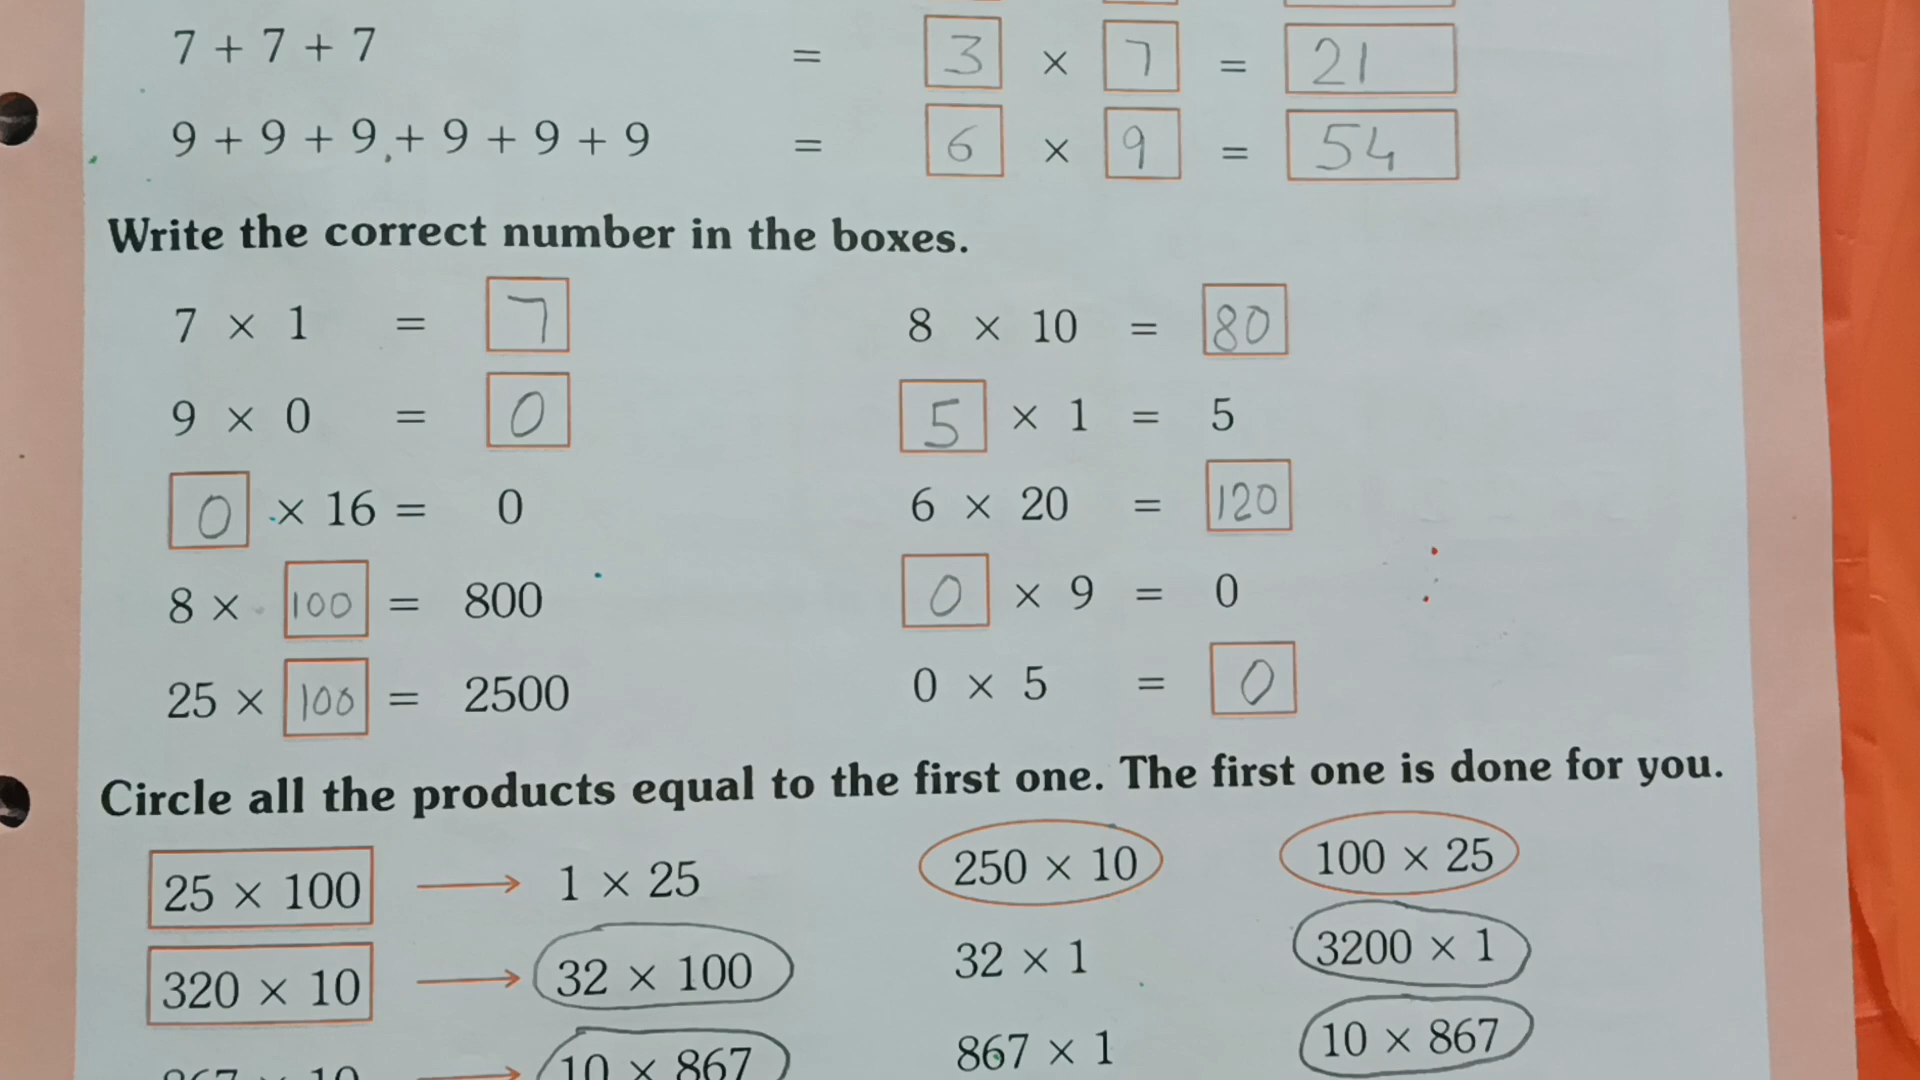 7 + 7 + 7 = 3 × 7 = 21
9 + 9 + 9 + 9 + 9 + 9 = 6 × 9 = 54
Write the correct number in the boxes.
7 × 1 = 7 8 × 10 = 80
9 × 0 = 0 5 × 1 = 5
0 × 16 = 0 6 × 20 = 120
8 × 100 = 800 0 × 9 = 0
25 × 100 = 2500 0 × 5 = 0
Circle all the products equal to the first one. The first one is done for you.
25 × 100 → 1 × 25 250 × 10 100 × 25
320 × 10 → 32 × 100 32 × 1 3200 × 1
→ 10 × 867 867 × 1 10 × 867